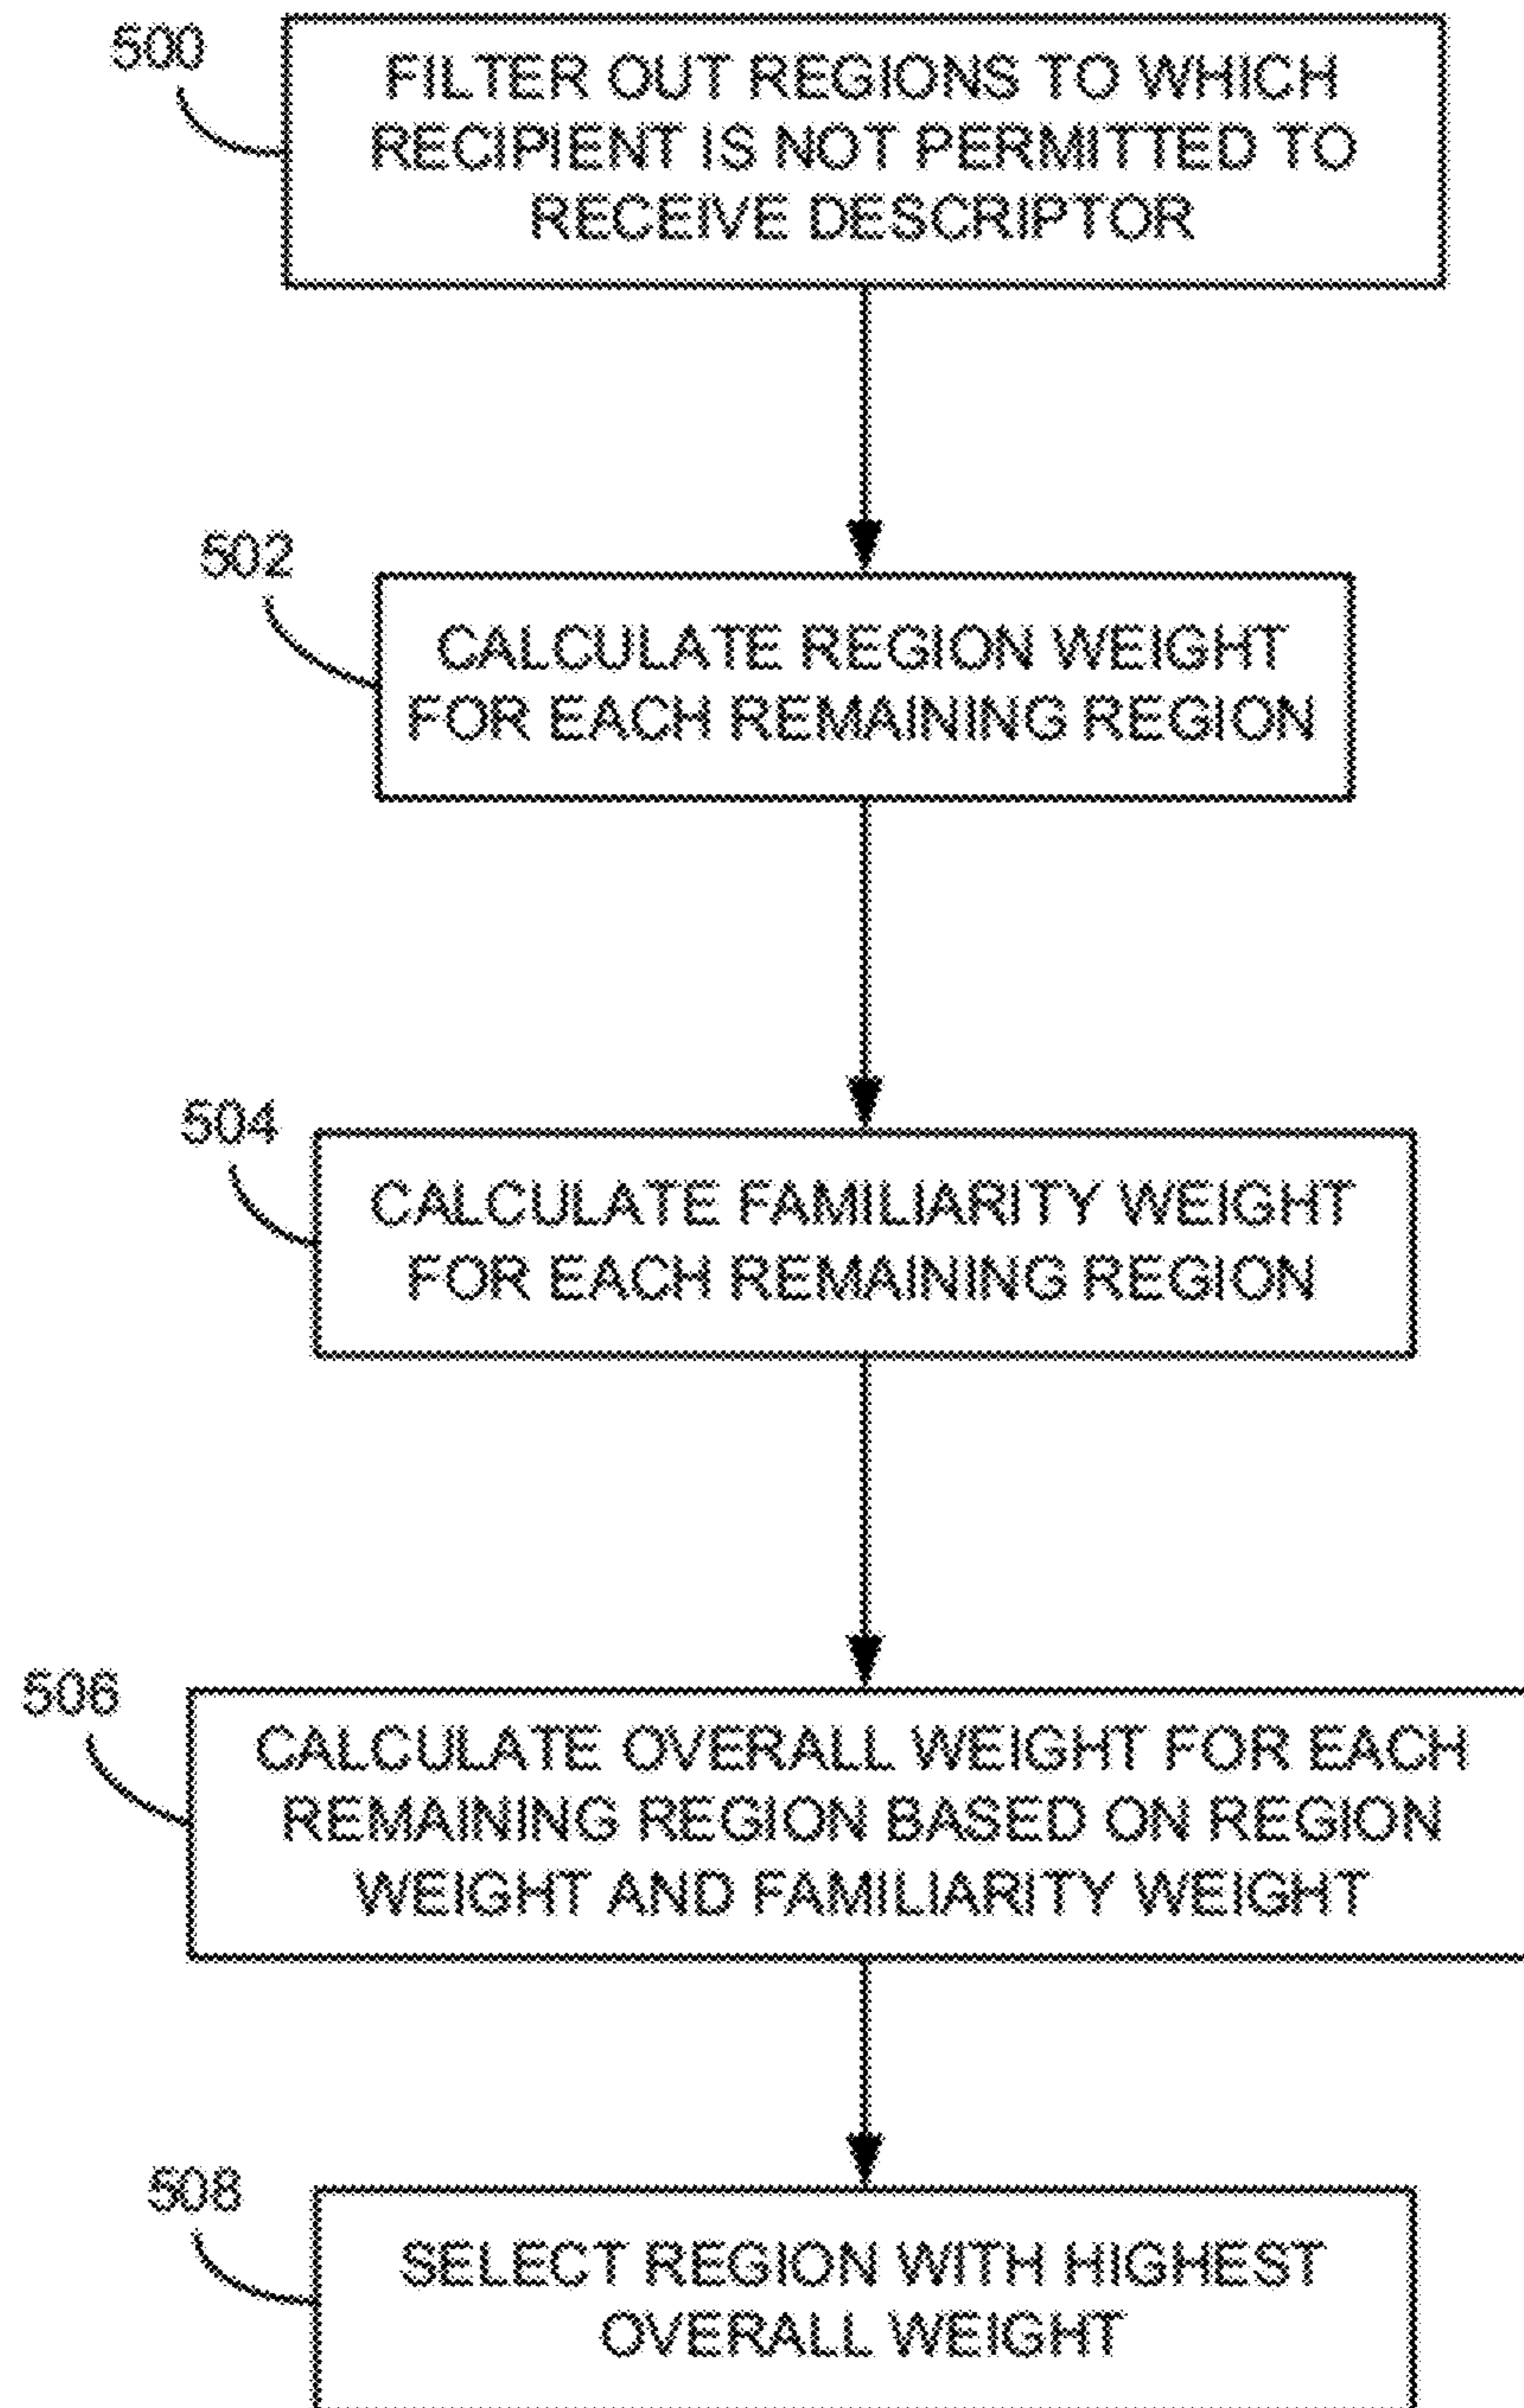 500
FILTER OUT REGIONS TO WHICH
RECIPIENT IS NOT PERMITTED TO
RECEIVE DESCRIPTOR
502
CALCULATE REGION WEIGHT
FOR EACH REMAINING REGION
504
CALCULATE FAMILIARITY WEIGHT
FOR EACH REMAINING REGION
506
CALCULATE OVERALL WEIGHT FOR EACH
REMAINING REGION BASED ON REGION
WEIGHT AND FAMILIARITY WEIGHT
508
SELECT REGION WITH HIGHEST
OVERALL WEIGHT